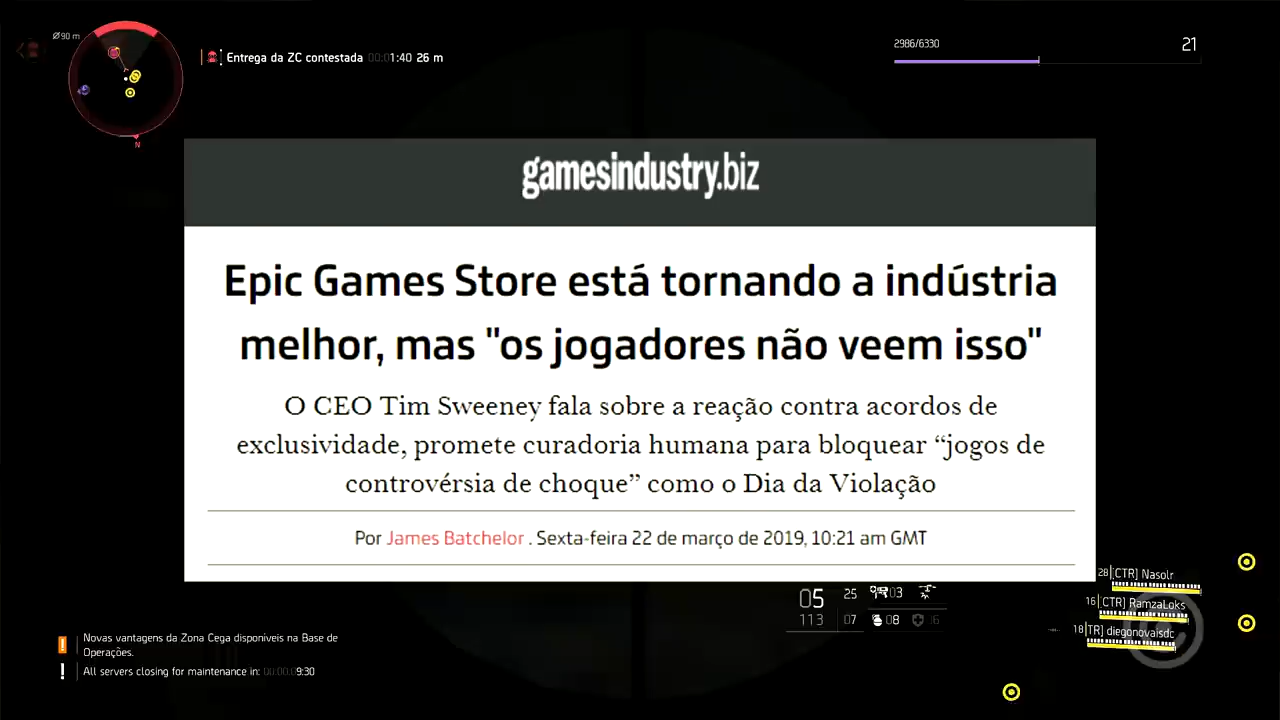 Ø90 m
Entrega da ZC contestada 00:01:40 26 m
2986/6330
21
N
gamesindustry.biz
Epic Games Store está tornando a indústria
melhor, mas "os jogadores não veem isso"
O CEO Tim Sweeney fala sobre a reação contra acordos de
exclusividade, promete curadoria humana para bloquear “jogos de
controvérsia de choque” como o Dia da Violação
Por James Batchelor . Sexta-feira 22 de março de 2019, 10:21 am GMT
28 [CTR] Nasolr
05 25 03
16 [CTR] RamzaLoks
113 07 08
18 TR] diegonovaisdc
Novas vantagens da Zona Cega disponíveis na Base de
Operações.
All servers closing for maintenance in: 9:30